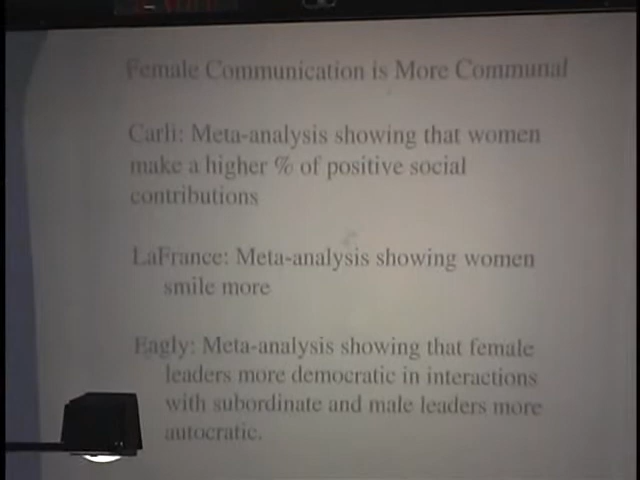 Female Communication is More Communal
Carli: Meta-analysis showing that women
make a higher % of positive social
contributions
LaFrance: Meta-analysis showing women
smile more
Eagly: Meta-analysis showing that female
leaders more democratic in interactions
with subordinate and male leaders more
autocratic.